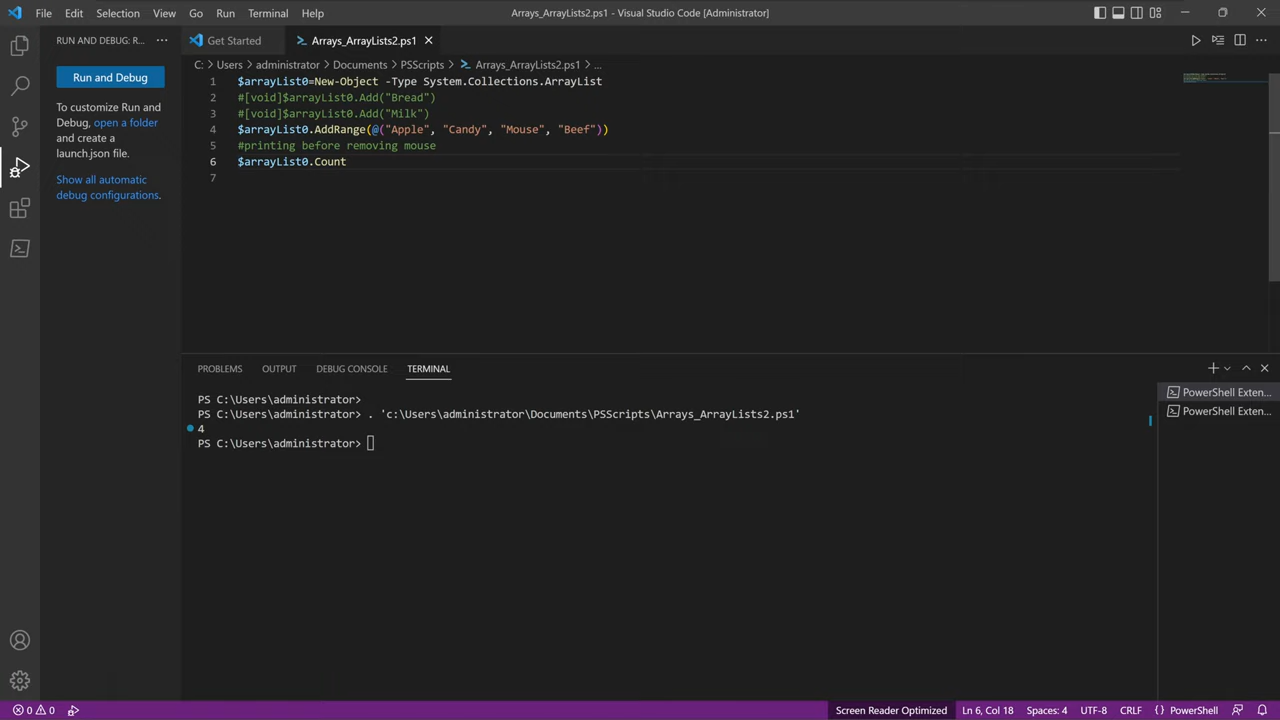 File Edit Selection View Go Run Terminal Help
Arrays_ArrayLists2.ps1 - Visual Studio Code [Administrator]
RUN AND DEBUG: R...
Get Started
Arrays_ArrayLists2.ps1
C: > Users > administrator > Documents > PSScripts > Arrays_ArrayLists2.ps1 > ...
Run and Debug
To customize Run and
Debug, open a folder
and create a
launch.json file.
Show all automatic
debug configurations.
1 $arrayList0=New-Object -Type System.Collections.ArrayList
2 #[void]$arrayList0.Add("Bread")
3 #[void]$arrayList0.Add("Milk")
4 $arrayList0.AddRange(@("Apple", "Candy", "Mouse", "Beef"))
5 #printing before removing mouse
6 $arrayList0.Count
7
PROBLEMS OUTPUT DEBUG CONSOLE TERMINAL
PS C:\Users\administrator>
PS C:\Users\administrator> . 'c:\Users\administrator\Documents\PSScripts\Arrays_ArrayLists2.ps1'
4
PS C:\Users\administrator>
PowerShell Exten...
PowerShell Exten...
0 0
Screen Reader Optimized Ln 6, Col 18 Spaces: 4 UTF-8 CRLF { } PowerShell